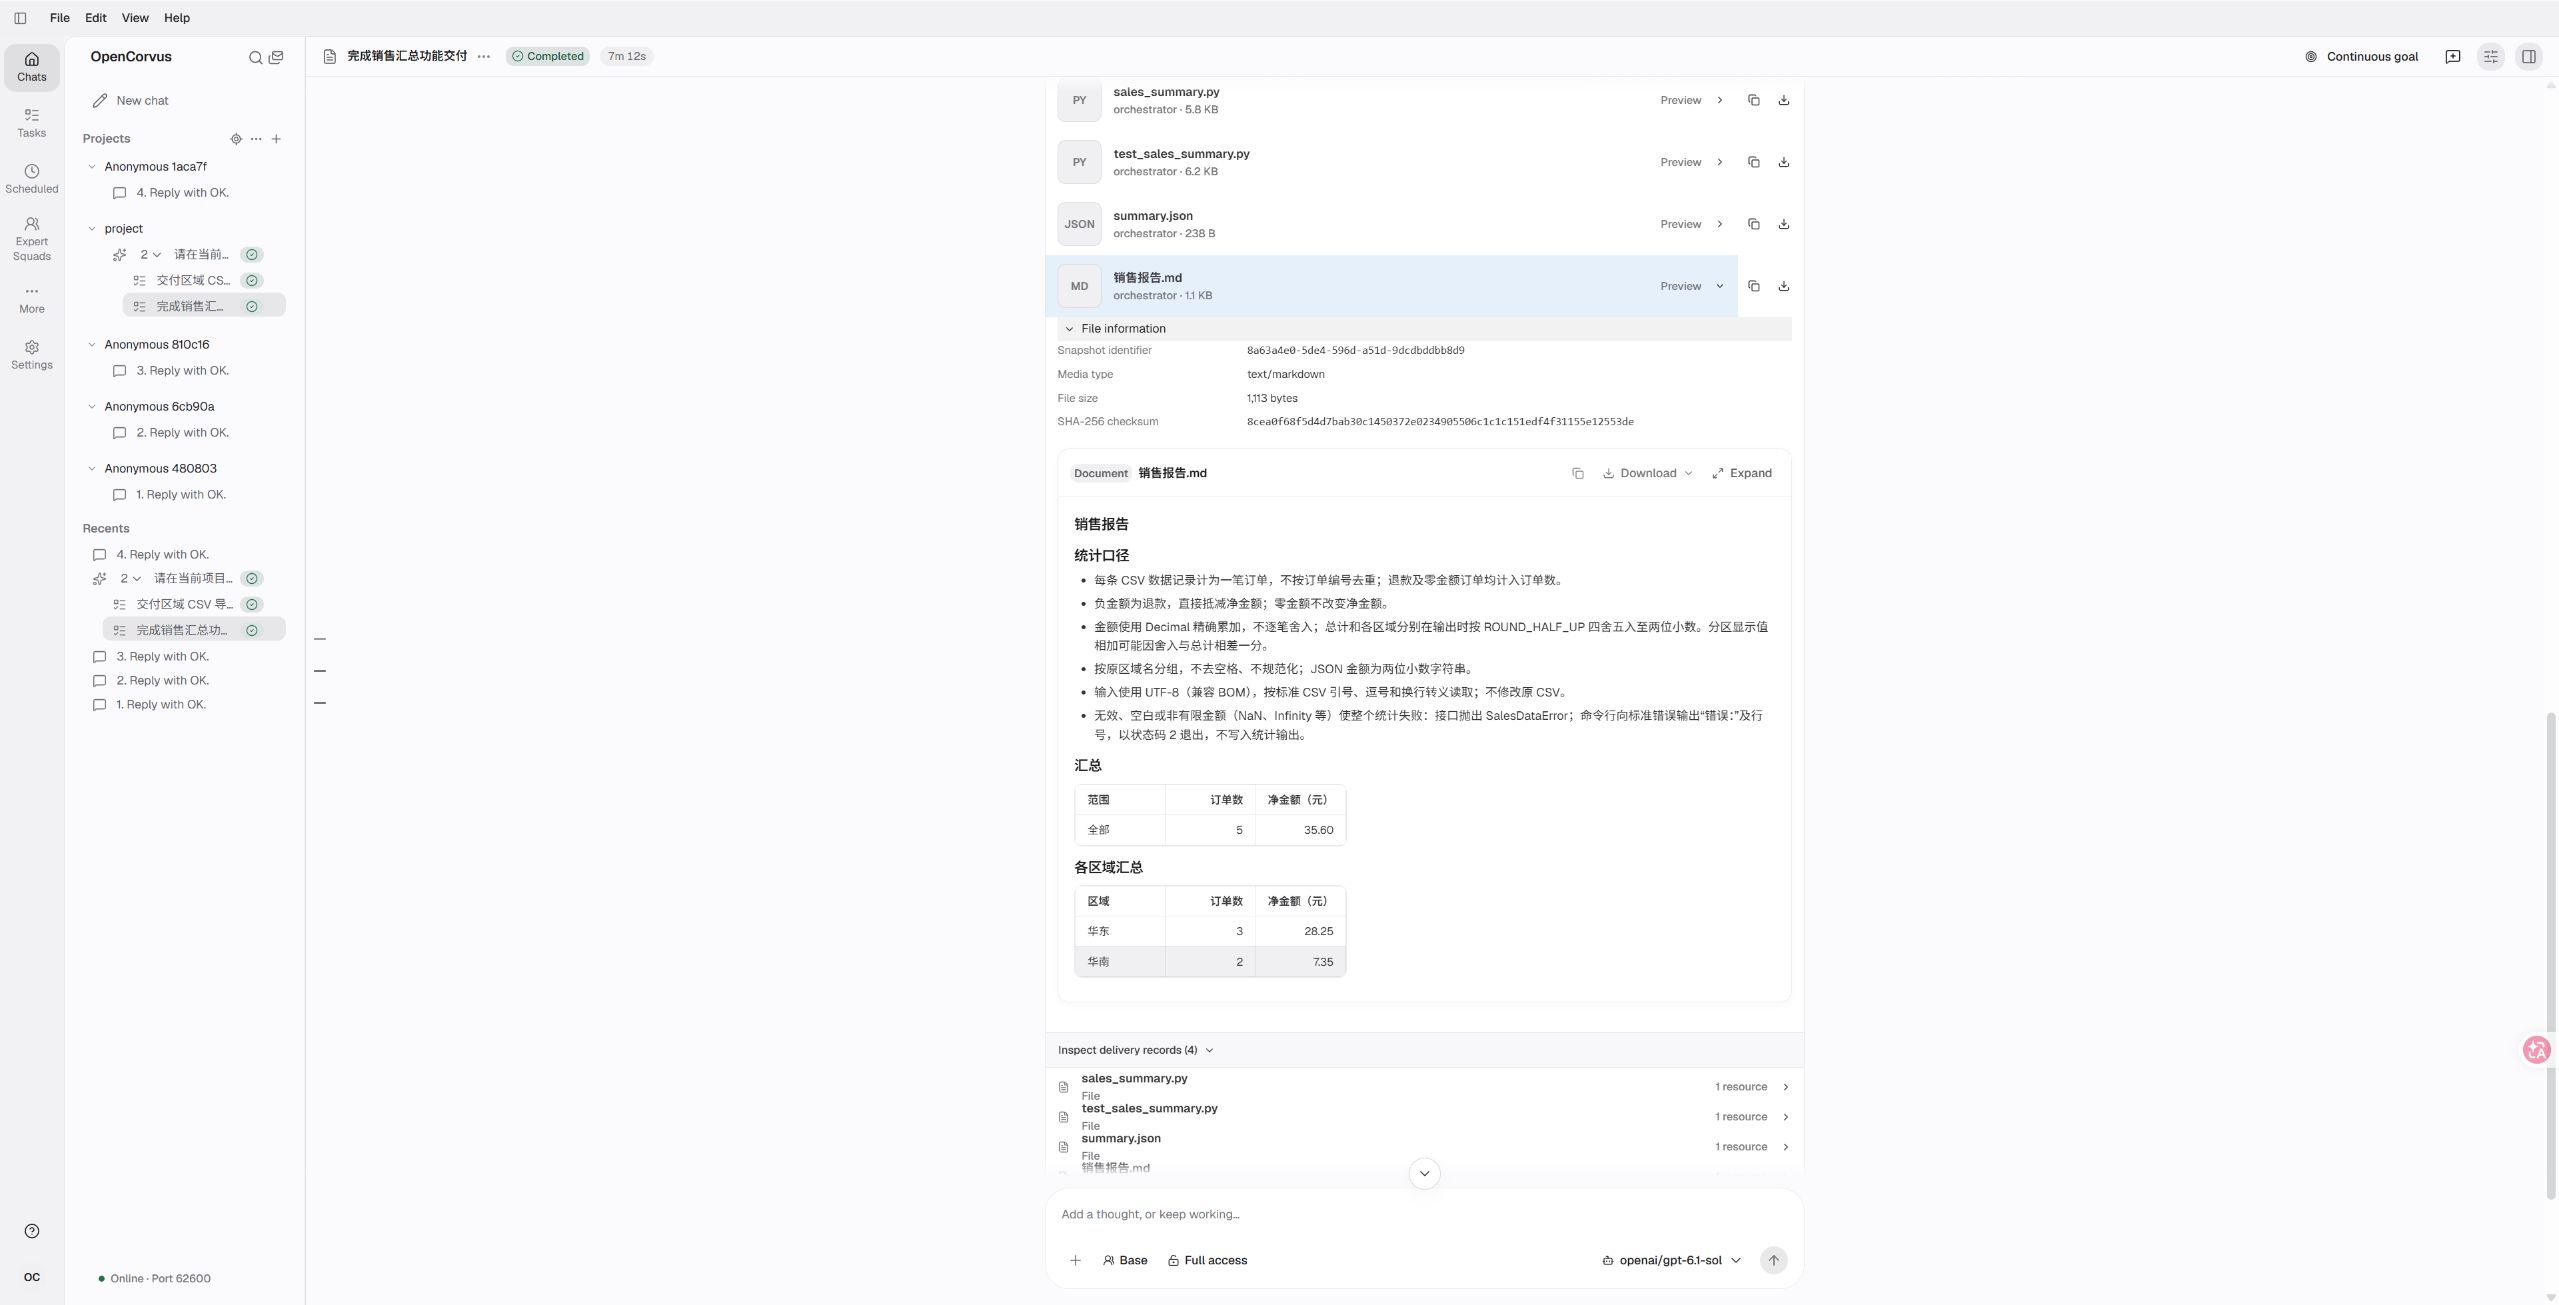 File Edit View Help
Chats
Tasks
Scheduled
Expert
Squads
More
Settings
OC
OpenCorvus
New chat
Projects
Anonymous 1aca7f
4. Reply with OK.
project
2 请在当前...
交付区域 CS...
完成销售汇...
Anonymous 810c16
3. Reply with OK.
Anonymous 6cb90a
2. Reply with OK.
Anonymous 480803
1. Reply with OK.
Recents
4. Reply with OK.
2 请在当前项目...
交付区域 CSV 导...
完成销售汇总功...
3. Reply with OK.
2. Reply with OK.
1. Reply with OK.
Online · Port 62600
完成销售汇总功能交付 ... Completed 7m 12s
Continuous goal
PY sales_summary.py Preview
orchestrator · 5.8 KB
PY test_sales_summary.py Preview
orchestrator · 6.2 KB
JSON summary.json Preview
orchestrator · 238 B
MD 销售报告.md Preview
orchestrator · 1.1 KB
File information
Snapshot identifier 8a63a4e0-5de4-596d-a51d-9dcdbddbb8d9
Media type text/markdown
File size 1,113 bytes
SHA-256 checksum 8cea0f68f5d4d7bab30c1450372e0234905506c1c1c151edf4f31155e12553de
Document 销售报告.md Download Expand
销售报告
统计口径
• 每条 CSV 数据记录计为一笔订单，不按订单编号去重；退款及零金额订单均计入订单数。
• 负金额为退款，直接抵减净金额；零金额不改变净金额。
• 金额使用 Decimal 精确累加，不逐笔舍入；总计和各区域分别在输出时按 ROUND_HALF_UP 四舍五入至两位小数。分区显示值
相加可能因舍入与总计相差一分。
• 按原区域名分组，不去空格、不规范化；JSON 金额为两位小数字符串。
• 输入使用 UTF-8（兼容 BOM），按标准 CSV 引号、逗号和换行转义读取；不修改原 CSV。
• 无效、空白或非有限金额（NaN、Infinity 等）使整个统计失败：接口抛出 SalesDataError；命令行向标准错误输出“错误：”及行
号，以状态码 2 退出，不写入统计输出。
汇总
范围 订单数 净金额（元）
全部 5 35.60
各区域汇总
区域 订单数 净金额（元）
华东 3 28.25
华南 2 7.35
Inspect delivery records (4)
sales_summary.py 1 resource
File
test_sales_summary.py 1 resource
File
summary.json 1 resource
File
销售报告.md
Add a thought, or keep working...
Base Full access openai/gpt-6.1-sol